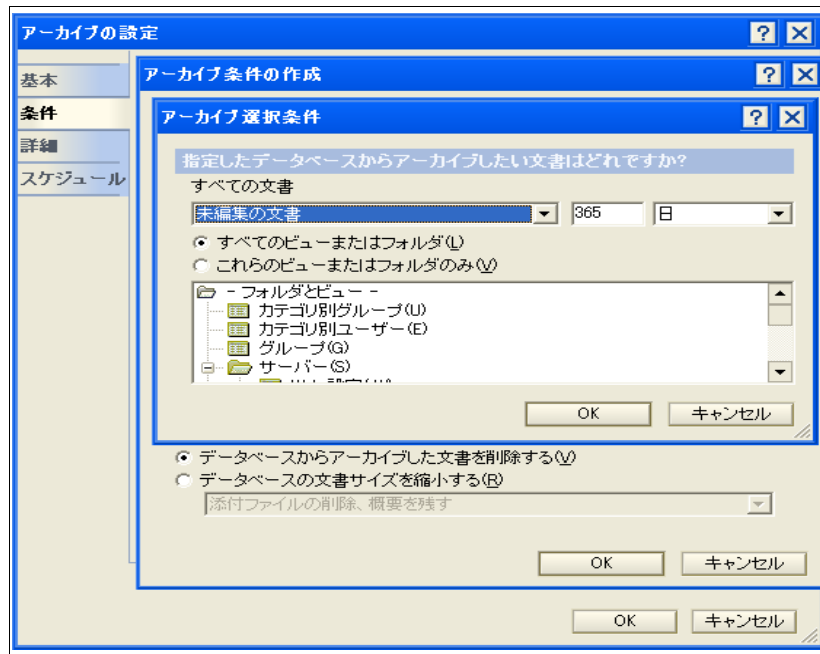 アーカイブの設定
基本
条件
詳細
スケジュール
アーカイブ条件の作成
アーカイブ選択条件
指定したデータベースからアーカイブしたい文書はどれですか?
すべての文書
未編集の文書 365 日
すべてのビューまたはフォルダ(L)
これらのビューまたはフォルダのみ(V)
- フォルダとビュー -
カテゴリ別グループ(U)
カテゴリ別ユーザー(E)
グループ(G)
サーバー(S)
OK キャンセル
データベースからアーカイブした文書を削除する(V)
データベースの文書サイズを縮小する(R)
添付ファイルの削除、概要を残す
OK キャンセル
OK キャンセル